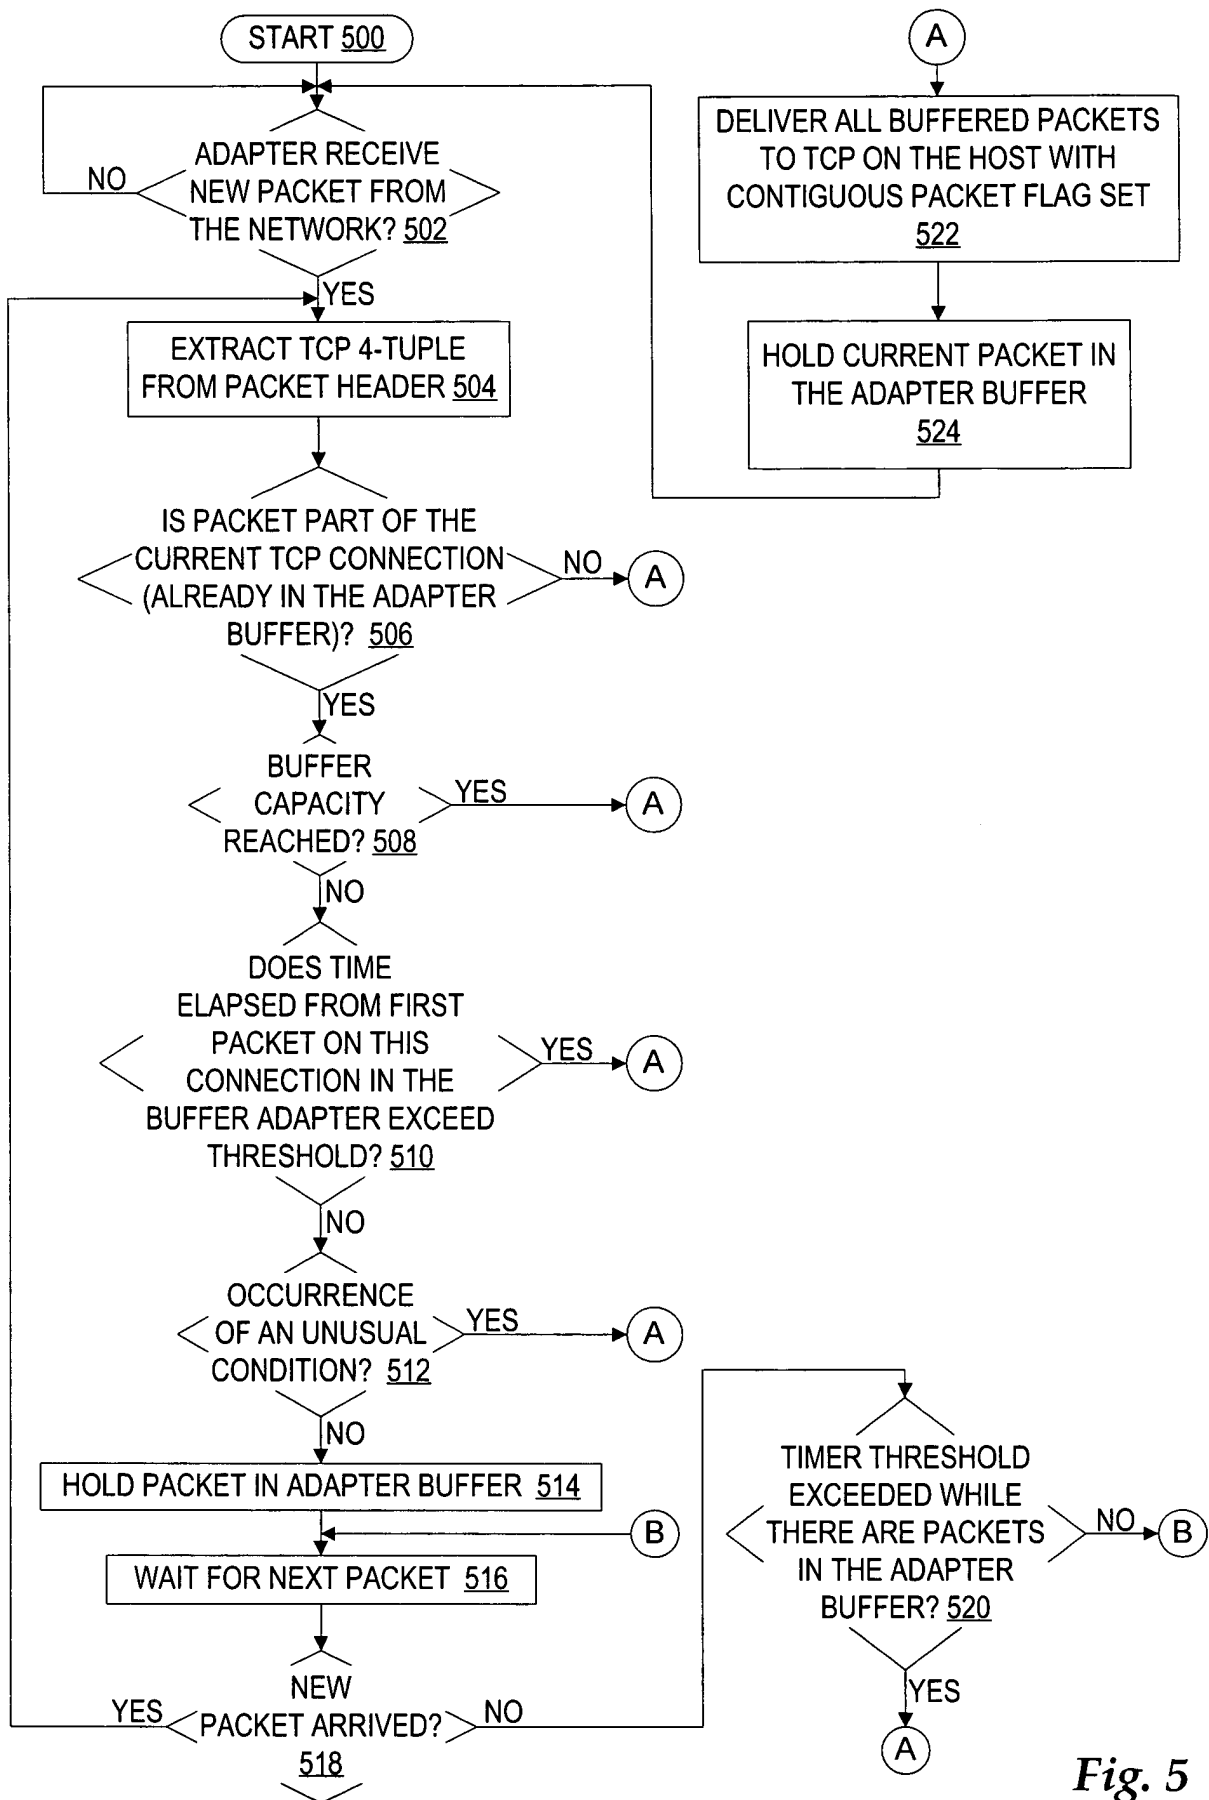 START 500
ADAPTER RECEIVE
NEW PACKET FROM
THE NETWORK? 502
NO
YES
EXTRACT TCP 4-TUPLE
FROM PACKET HEADER 504
IS PACKET PART OF THE
CURRENT TCP CONNECTION
(ALREADY IN THE ADAPTER
BUFFER)? 506
NO
A
YES
BUFFER
CAPACITY
REACHED? 508
YES
A
NO
DOES TIME
ELAPSED FROM FIRST
PACKET ON THIS
CONNECTION IN THE
BUFFER ADAPTER EXCEED
THRESHOLD? 510
YES
A
NO
OCCURRENCE
OF AN UNUSUAL
CONDITION? 512
YES
A
NO
HOLD PACKET IN ADAPTER BUFFER 514
B
WAIT FOR NEXT PACKET 516
NEW
PACKET ARRIVED?
518
YES
NO
TIMER THRESHOLD
EXCEEDED WHILE
THERE ARE PACKETS
IN THE ADAPTER
BUFFER? 520
NO
B
YES
A
A
DELIVER ALL BUFFERED PACKETS
TO TCP ON THE HOST WITH
CONTIGUOUS PACKET FLAG SET
522
HOLD CURRENT PACKET IN
THE ADAPTER BUFFER
524
Fig. 5